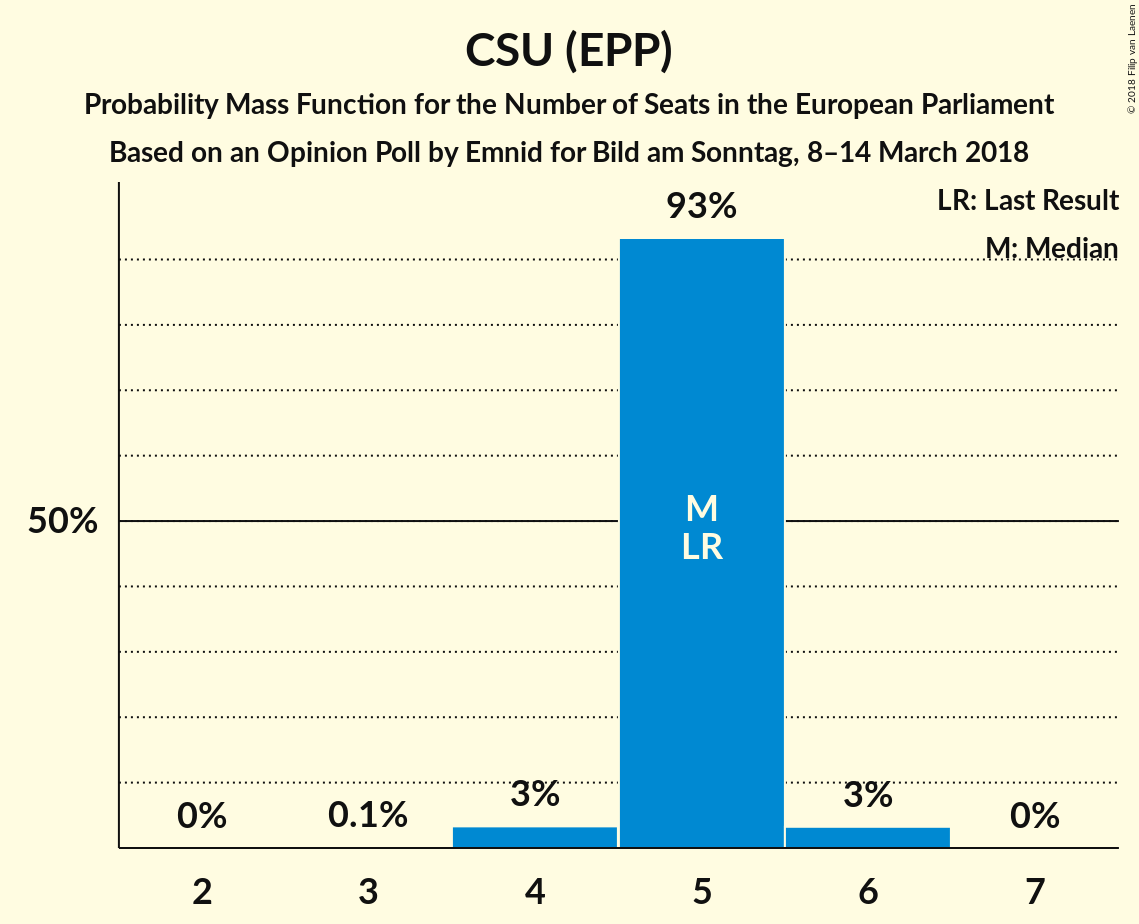 CSU (EPP)
Probability Mass Function for the Number of Seats in the European Parliament
Based on an Opinion Poll by Emnid for Bild am Sonntag, 8–14 March 2018
© 2018 Filip van Laenen
LR: Last Result
M: Median
93%
50%
M
LR
0%
0.1%
3%
3%
0%
2
3
4
5
6
7